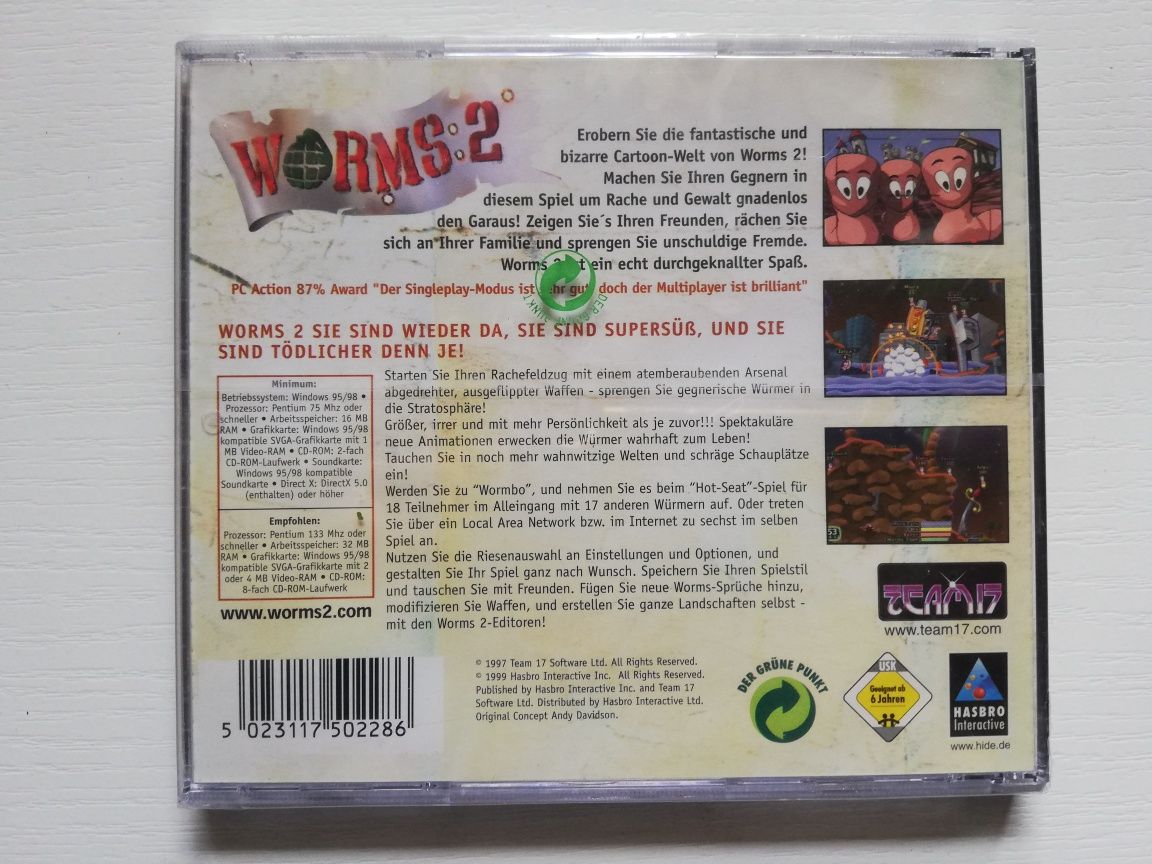 WORMS:2
Erobern Sie die fantastische und
bizarre Cartoon-Welt von Worms 2!
Machen Sie Ihren Gegnern in
diesem Spiel um Rache und Gewalt gnadenlos
den Garaus! Zeigen Sie´s Ihren Freunden, rächen Sie
sich an Ihrer Familie und sprengen Sie unschuldige Fremde.
Worms ein echt durchgeknallter Spaß.
PC Action 87% Award "Der Singleplay-Modus ist doch der Multiplayer ist brilliant"
WORMS 2 SIE SIND WIEDER DA, SIE SIND SUPERSÜß, UND SIE
SIND TÖDLICHER DENN JE!
Minimum:
Betriebssystem: Windows 95/98 •
Prozessor: Pentium 75 Mhz oder
schneller • Arbeitsspeicher: 16 MB
RAM • Grafikkarte: Windows 95/98
kompatible SVGA-Grafikkarte mit 1
MB Video-RAM • CD-ROM: 2-fach
CD-ROM-Laufwerk • Soundkarte:
Windows 95/98 kompatible
Soundkarte • Direct X: DirectX 5.0
(enthalten) oder höher
Empfohlen:
Prozessor: Pentium 133 Mhz oder
schneller • Arbeitsspeicher: 32 MB
RAM • Grafikkarte: Windows 95/98
kompatible SVGA-Grafikkarte mit 2
oder 4 MB Video-RAM • CD-ROM:
8-fach CD-ROM-Laufwerk
www.worms2.com
Starten Sie Ihren Rachefeldzug mit einem atemberaubenden Arsenal
abgedrehter, ausgeflippter Waffen - sprengen Sie gegnerische Würmer in
die Stratosphäre!
Größer, irrer und mit mehr Persönlichkeit als je zuvor!!! Spektakuläre
neue Animationen erwecken die Würmer wahrhaft zum Leben!
Tauchen Sie in noch mehr wahnwitzige Welten und schräge Schauplätze
ein!
Werden Sie zu "Wormbo", und nehmen Sie es beim "Hot-Seat"-Spiel für
18 Teilnehmer im Alleingang mit 17 anderen Würmern auf. Oder treten
Sie über ein Local Area Network bzw. im Internet zu sechst im selben
Spiel an.
Nutzen Sie die Riesenauswahl an Einstellungen und Optionen, und
gestalten Sie Ihr Spiel ganz nach Wunsch. Speichern Sie Ihren Spielstil
und tauschen Sie mit Freunden. Fügen Sie neue Worms-Sprüche hinzu,
modifizieren Sie Waffen, und erstellen Sie ganze Landschaften selbst -
mit den Worms 2-Editoren!
TEAM17
www.team17.com
5 023117 502286
© 1997 Team 17 Software Ltd. All Rights Reserved.
© 1999 Hasbro Interactive Inc. All Rights Reserved.
Published by Hasbro Interactive Inc. and Team 17
Software Ltd. Distributed by Hasbro Interactive Ltd.
Original Concept Andy Davidson.
DER GRÜNE PUNKT
USK
Geeignet ab
6 Jahren
HASBRO
Interactive
www.hide.de